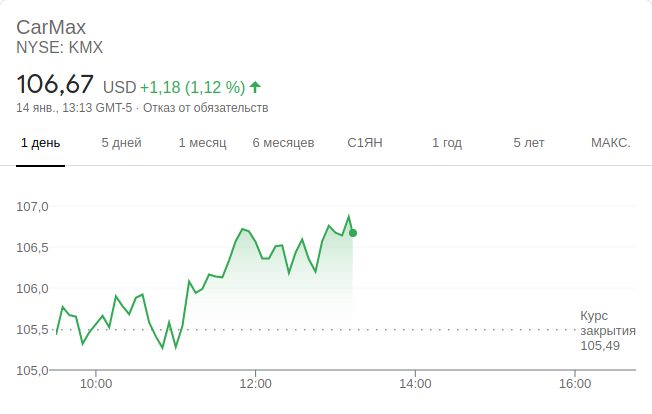 CarMax
NYSE: KMX
106,67 USD +1,18 (1,12 %)
14 янв., 13:13 GMT-5 · Отказ от обязательств
1 день 5 дней 1 месяц 6 месяцев С1ЯН 1 год 5 лет МАКС.
107,0
106,5
106,0
105,5
105,0
Курс
закрытия
105,49
10:00 12:00 14:00 16:00